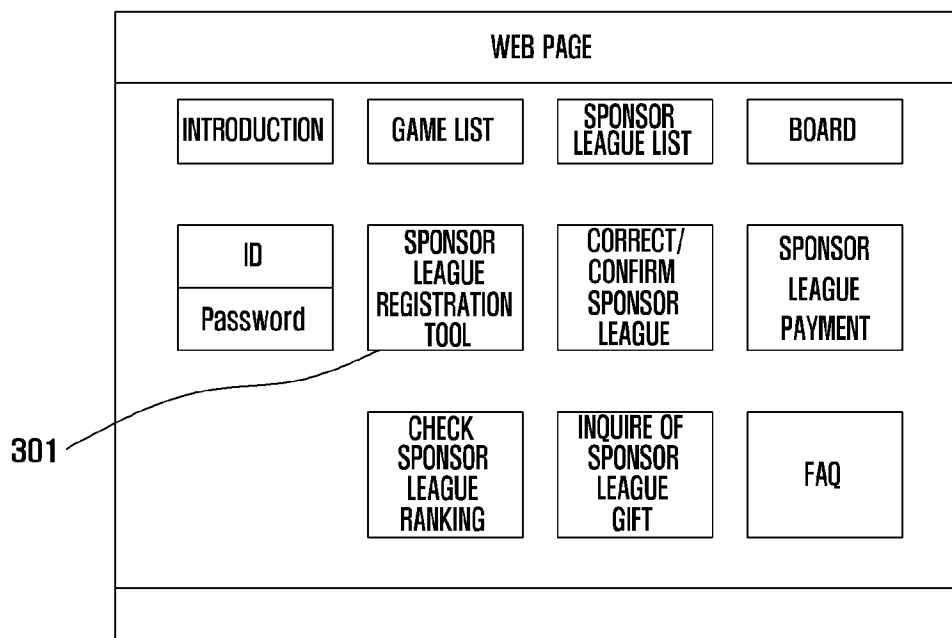 WEB PAGE
INTRODUCTION
GAME LIST
SPONSOR
LEAGUE LIST
BOARD
ID
Password
SPONSOR
LEAGUE
REGISTRATION
TOOL
CORRECT/
CONFIRM
SPONSOR
LEAGUE
SPONSOR
LEAGUE
PAYMENT
301
CHECK
SPONSOR
LEAGUE
RANKING
INQUIRE OF
SPONSOR
LEAGUE
GIFT
FAQ